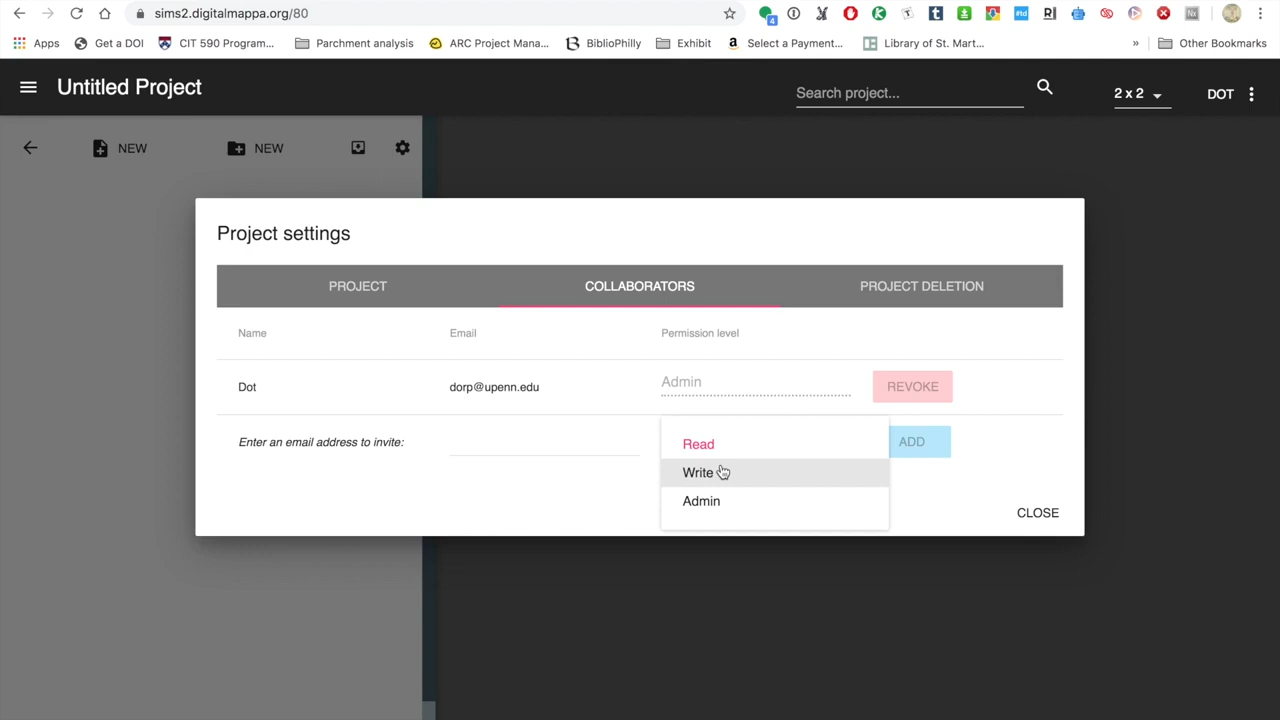 sims2.digitalmappa.org/80
4
Apps Get a DOI CIT 590 Program... Parchment analysis ARC Project Mana... BiblioPhilly Exhibit Select a Payment... Library of St. Mart... » Other Bookmarks
Untitled Project
Search project...
2 x 2
DOT
NEW NEW
Project settings
PROJECT COLLABORATORS PROJECT DELETION
Name Email Permission level
Dot dorp@upenn.edu Admin REVOKE
Enter an email address to invite: ADD
Read
Write
Admin
CLOSE